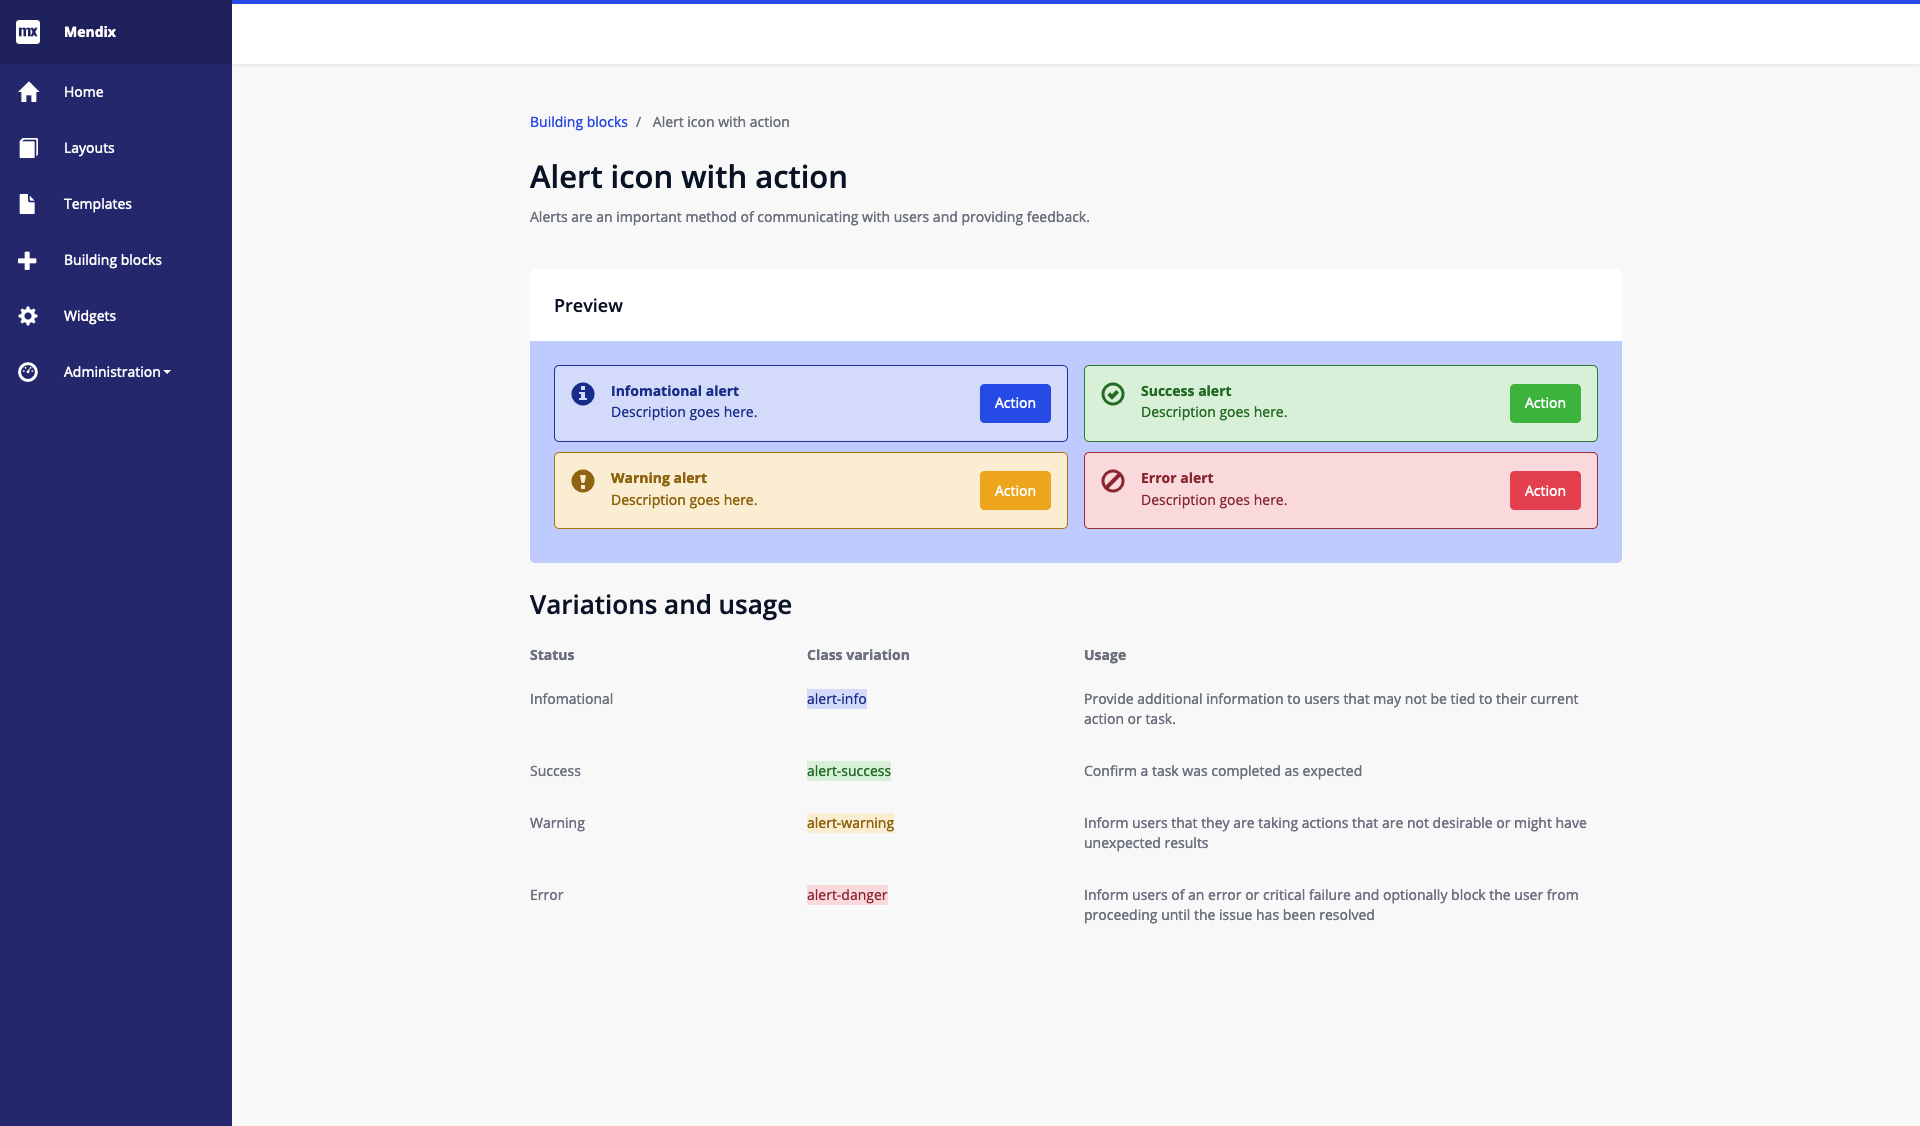 mx Mendix
Home
Layouts
Templates
Building blocks
Widgets
Administration
Building blocks / Alert icon with action
Alert icon with action
Alerts are an important method of communicating with users and providing feedback.
Preview
Infomational alert
Description goes here.
Action
Success alert
Description goes here.
Action
Warning alert
Description goes here.
Action
Error alert
Description goes here.
Action
Variations and usage
Status Class variation Usage
Infomational alert-info Provide additional information to users that may not be tied to their current
action or task.
Success alert-success Confirm a task was completed as expected
Warning alert-warning Inform users that they are taking actions that are not desirable or might have
unexpected results
Error alert-danger Inform users of an error or critical failure and optionally block the user from
proceeding until the issue has been resolved